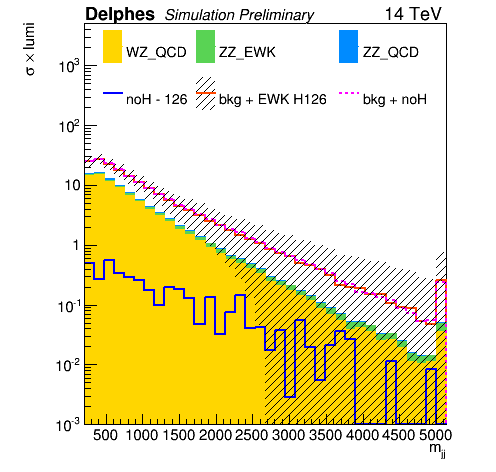 Delphes Simulation Preliminary 14 TeV
σ × lumi
WZ_QCD ZZ_EWK ZZ_QCD
noH - 126 bkg + EWK H126 bkg + noH
10³
10²
10
1
10⁻¹
10⁻²
10⁻³
500 1000 1500 2000 2500 3000 3500 4000 4500 5000
m_jj